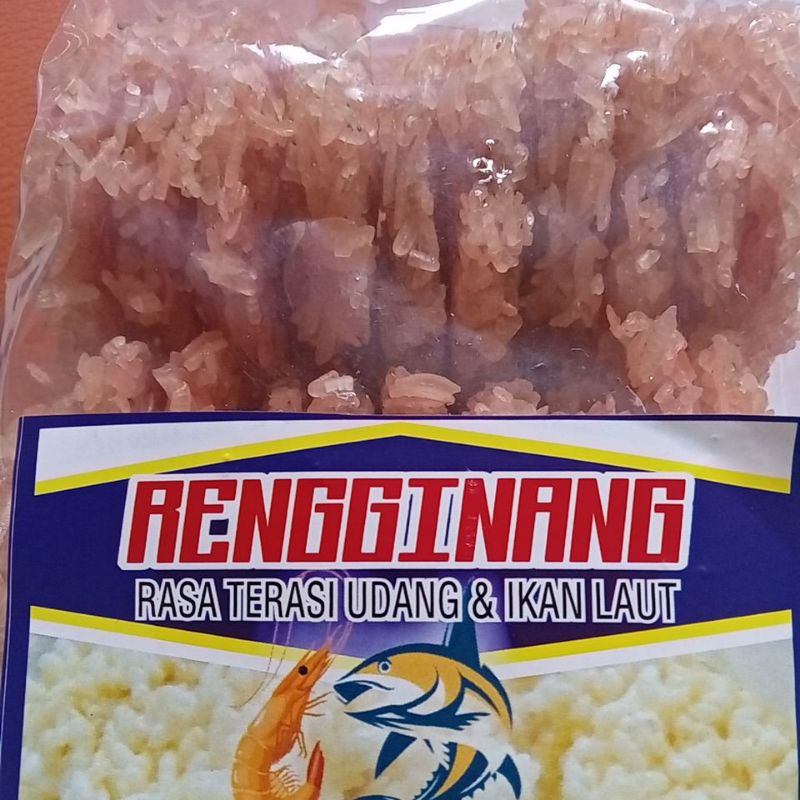 RENGGINANG
RASA TERASI UDANG & IKAN LAUT